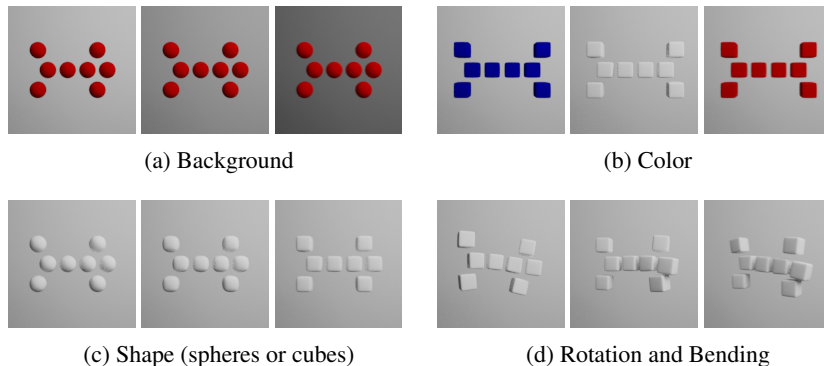 (a) Background
(b) Color
(c) Shape (spheres or cubes)
(d) Rotation and Bending